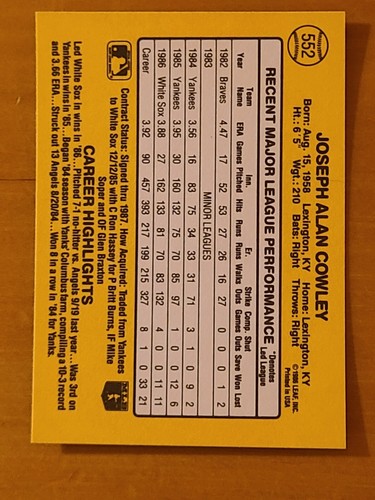 552
JOSEPH ALAN COWLEY
Born: Aug. 15, 1958 Lexington, KY Home: Lexington, KY
Ht.: 6'5" Wgt.: 210 Bats: Right Throws: Right
© 1986 LEAF, INC.
Printed in USA
RECENT MAJOR LEAGUE PERFORMANCE
*Denotes Led League
Team Inn. Er. Strike Comp. Shut
Year Name ERA Games Pitched Hits Runs Runs Walks Outs Games Outs Save Won Lost
1982 Braves 4.47 17 52 53 27 26 16 27 0 0 0 1 2
1983 MINOR LEAGUES
1984 Yankees 3.56 16 83 75 34 33 31 71 3 1 0 9 2
1985 Yankees 3.95 30 160 132 75 70 85 97 1 0 0 12 6
1986 White Sox 3.88 27 162 133 81 70 83 132 4 0 0 11 11
Career 3.92 90 457 393 217 199 215 327 8 1 0 33 21
Contract Status: Signed thru 1987. How Acquired: Traded from Yankees
to White Sox 12/12/85 with C Ron Hassey for P Britt Burns, IF Mike
Soper and OF Glen Braxton
CAREER HIGHLIGHTS
Led White Sox in wins in '86...Pitched 7-1 no-hitter vs. Angels 9/19 last year...Was 3rd on
Yankees in wins in '85...Began '84 season with Yanks' Columbus farm, compiling a 10-3 record
and 3.66 ERA...Struck out 13 Angels 9/20/84...Won 8 in a row in '84 for Yanks.